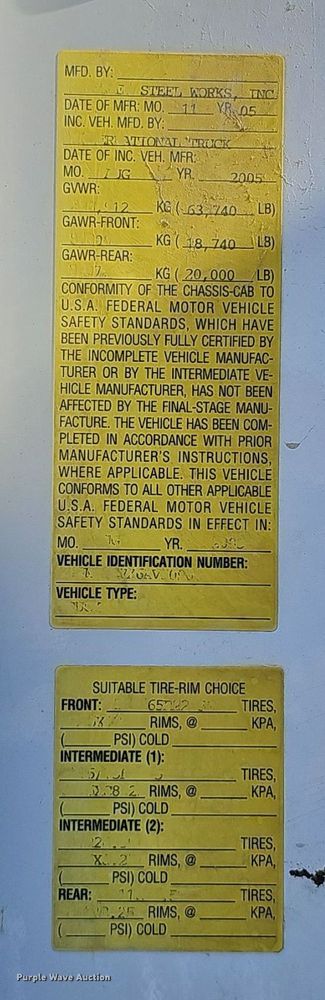 MFD. BY:
STEEL WORKS, INC
DATE OF MFR: MO. 11 YR. 05
INC. VEH. MFD. BY:
TRUCK
DATE OF INC. VEH. MFR:
MO. YR. 2005
GVWR:
KG ( 63,740 LB)
GAWR-FRONT:
KG ( 18,740 LB)
GAWR-REAR:
KG ( 20,000 LB)
CONFORMITY OF THE CHASSIS-CAB TO
U.S.A. FEDERAL MOTOR VEHICLE
SAFETY STANDARDS, WHICH HAVE
BEEN PREVIOUSLY FULLY CERTIFIED BY
THE INCOMPLETE VEHICLE MANUFAC-
TURER OR BY THE INTERMEDIATE VE-
HICLE MANUFACTURER, HAS NOT BEEN
AFFECTED BY THE FINAL-STAGE MANU-
FACTURE. THE VEHICLE HAS BEEN COM-
PLETED IN ACCORDANCE WITH PRIOR
MANUFACTURER'S INSTRUCTIONS,
WHERE APPLICABLE. THIS VEHICLE
CONFORMS TO ALL OTHER APPLICABLE
U.S.A. FEDERAL MOTOR VEHICLE
SAFETY STANDARDS IN EFFECT IN:
MO. YR.
VEHICLE IDENTIFICATION NUMBER:
VEHICLE TYPE:
SUITABLE TIRE-RIM CHOICE
FRONT: TIRES,
RIMS, @ KPA,
( PSI) COLD
INTERMEDIATE (1):
TIRES,
RIMS, @ KPA,
( PSI) COLD
INTERMEDIATE (2):
TIRES,
RIMS, @ KPA,
( PSI) COLD
REAR: TIRES,
RIMS, @ KPA,
( PSI) COLD
Purple Wave Auction